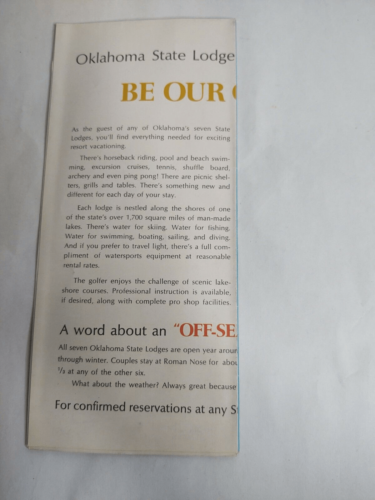 Oklahoma State Lodge
BE OUR
As the guest of any of Oklahoma's seven State
Lodges, you'll find everything needed for exciting
resort vacationing.
There's horseback riding, pool and beach swim-
ming, excursion cruises, tennis, shuffle board,
archery and even ping pong! There are picnic shel-
ters, grills and tables. There's something new and
different for each day of your stay.
Each lodge is nestled along the shores of one
of the state's over 1,700 square miles of man-made
lakes. There's water for skiing. Water for fishing.
Water for swimming, boating, sailing, and diving.
And if you prefer to travel light, there's a full com-
pliment of watersports equipment at reasonable
rental rates.
The golfer enjoys the challenge of scenic lake-
shore courses. Professional instruction is available,
if desired, along with complete pro shop facilities.
A word about an "OFF-SE
All seven Oklahoma State Lodges are open year aroun
through winter. Couples stay at Roman Nose for abou
at any of the other six.
What about the weather? Always great because
For confirmed reservations at any S